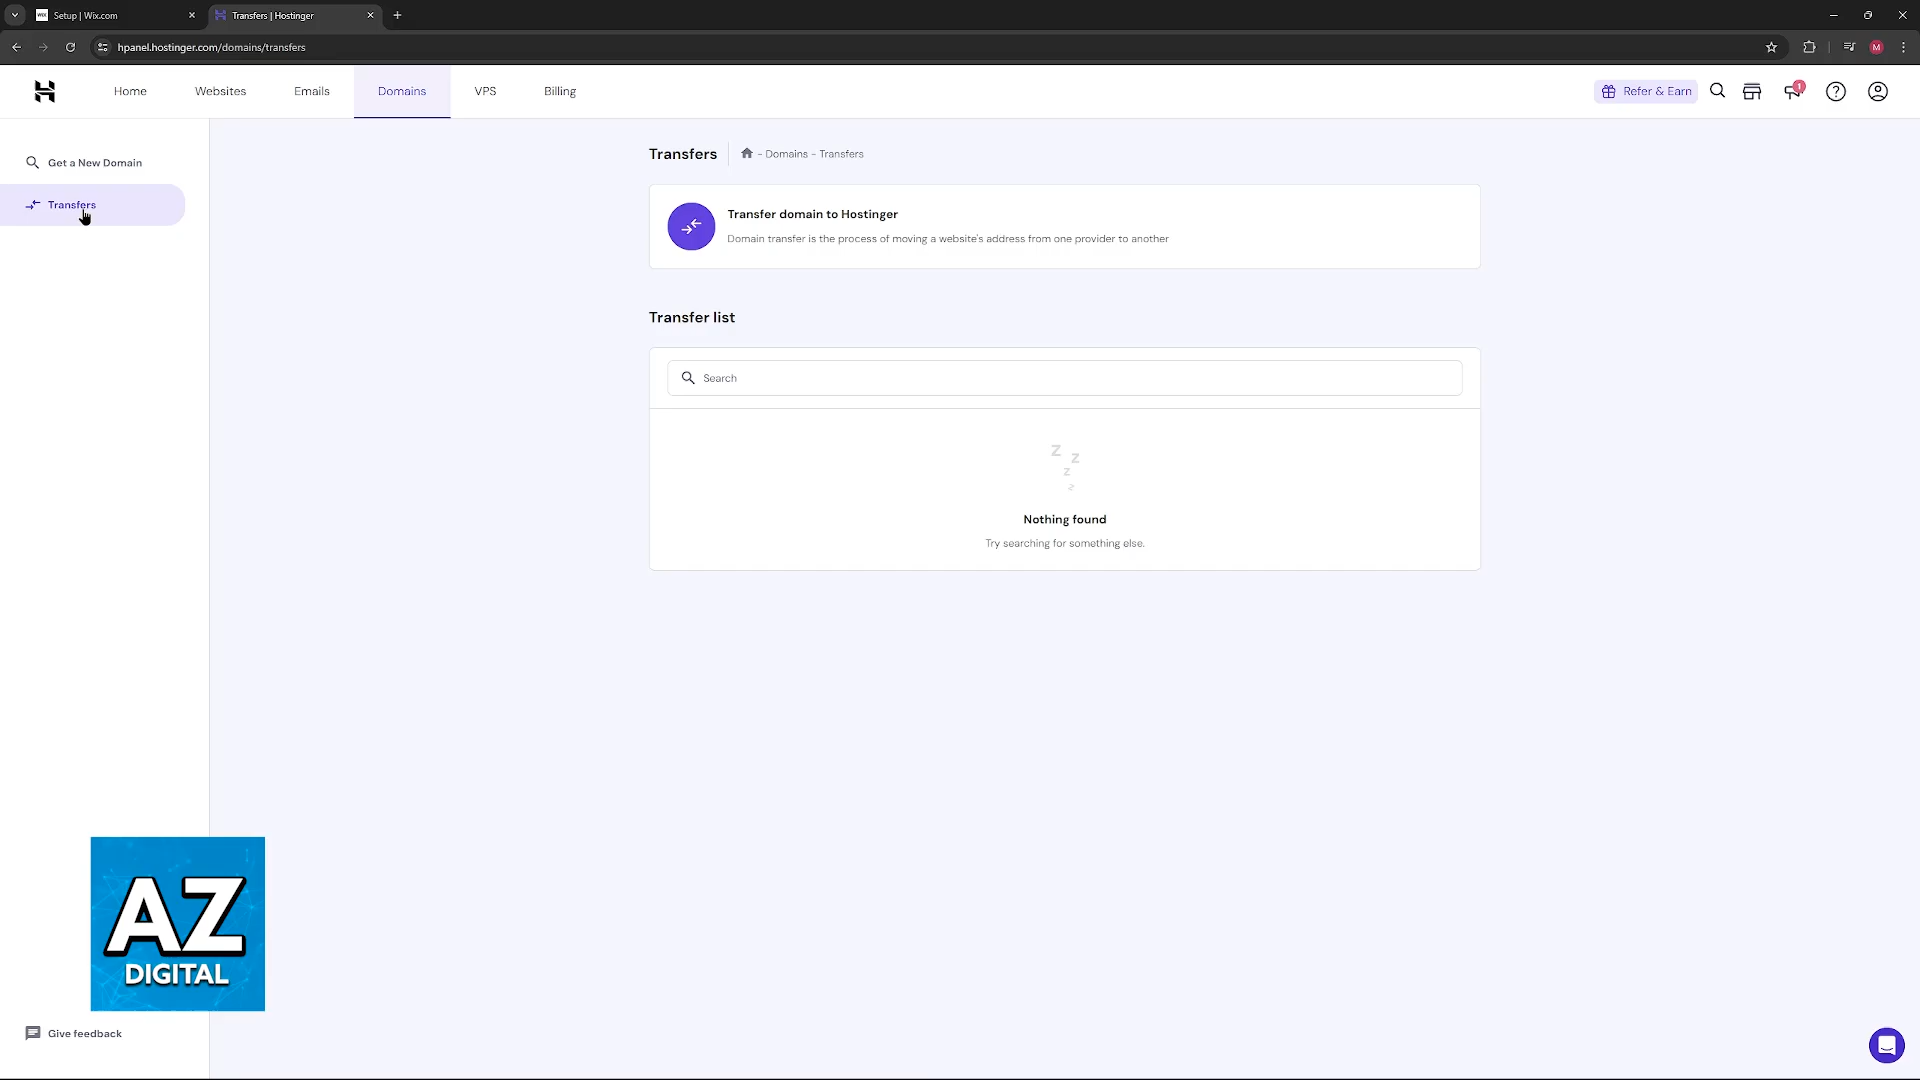 Setup | Wix.com
Transfers | Hostinger
hpanel.hostinger.com/domains/transfers
M
Home
Websites
Emails
Domains
VPS
Billing
Refer & Earn
1
Get a New Domain
Transfers
Transfers
- Domains - Transfers
Transfer domain to Hostinger
Domain transfer is the process of moving a website's address from one provider to another
Transfer list
Search
z z
z
z
Nothing found
Try searching for something else.
AZ
DIGITAL
Give feedback